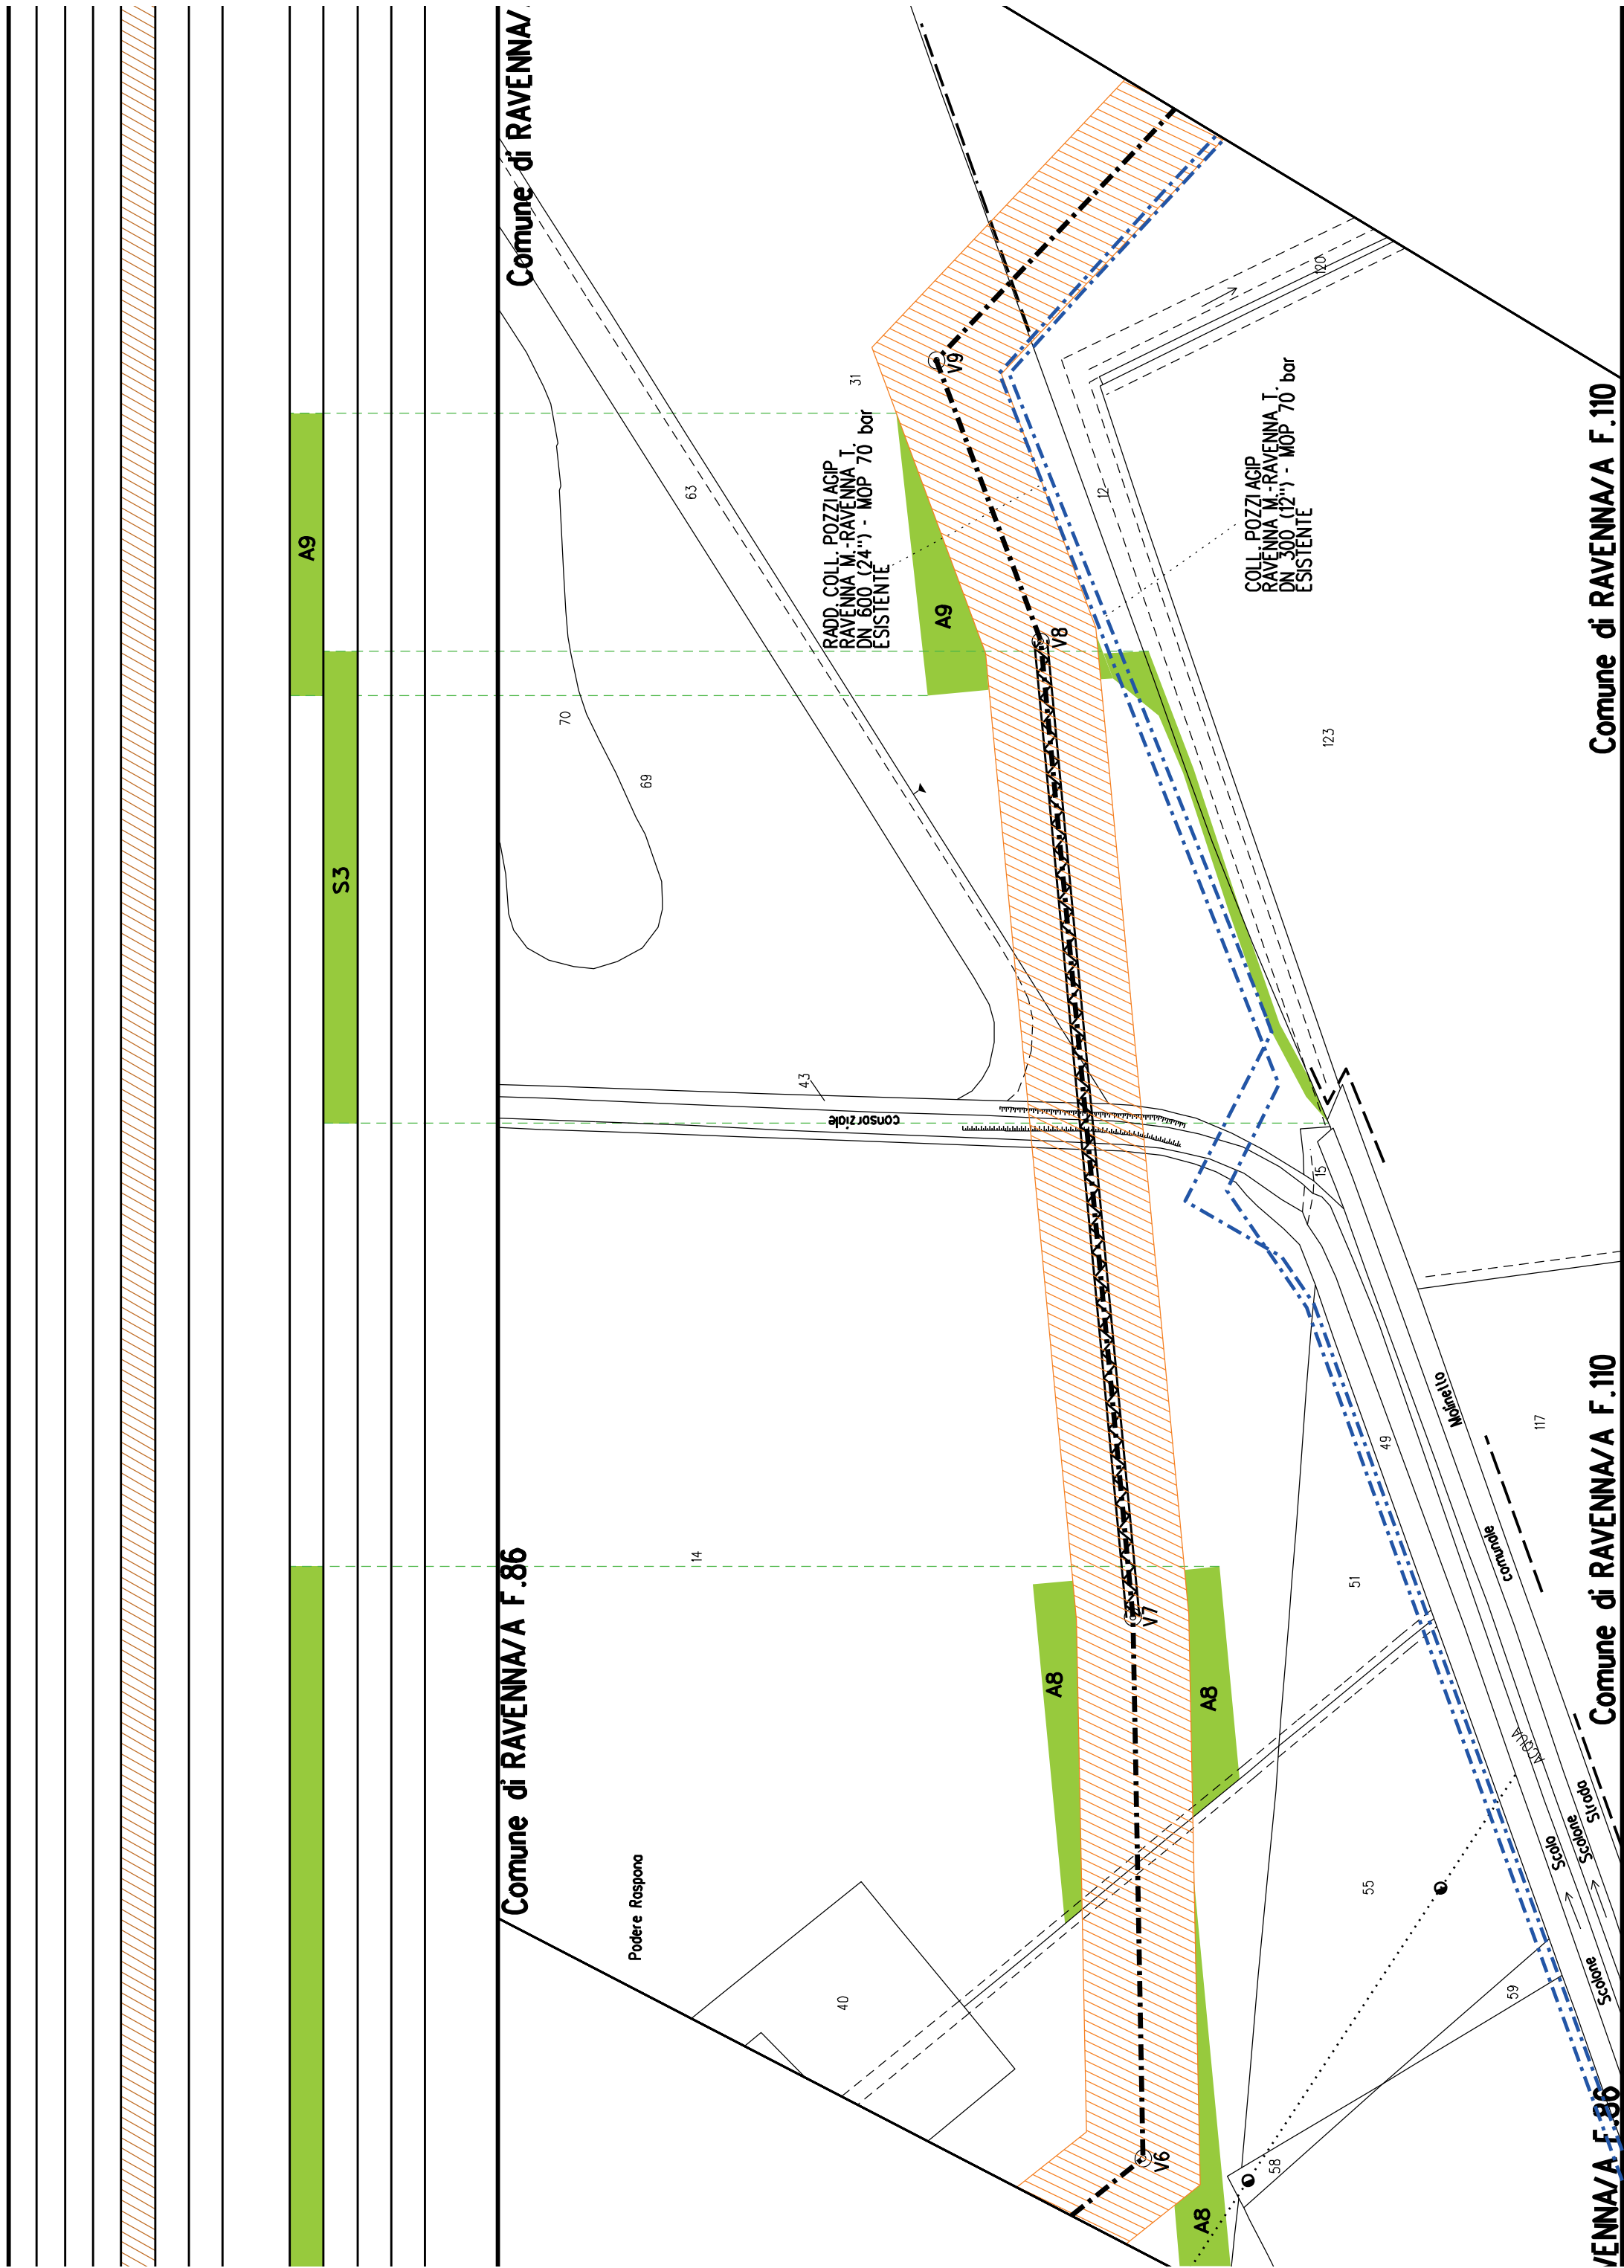 Comune di RAVENNA/
A9
S3
Comune di RAVENNA/A F.86
31
63
70
69
RADD. COLL. POZZI AGIP
RAVENNA M.-RAVENNA T.
DN 600 (24") - MOP 70 bar
ESISTENTE
A9
V9
V8
12
120
COLL. POZZI AGIP
RAVENNA M.-RAVENNA T.
DN 300 (12") - MOP 70 bar
ESISTENTE
123
Comune di RAVENNA/A F.110
43
consorziale
15
14
V7
A8
A8
49
51
Molinello
comunale
117
Comune di RAVENNA/A F.110
Podere Raspona
40
55
ACQUA
Strada
Scolo
Scolone
Scolone
59
V6
58
A8
VENNA/A F.86